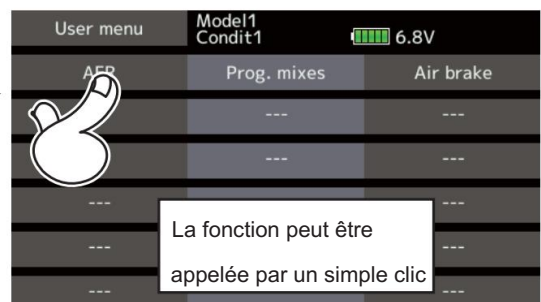 User menu
Model1
Condit1
6.8V
AFR
Prog. mixes
Air brake
---
---
---
---
---
---
---
---
---
La fonction peut être
appelée par un simple clic